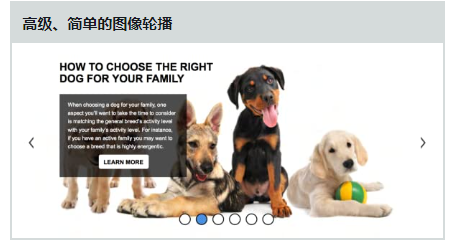 高级、简单的图像轮播
HOW TO CHOOSE THE RIGHT
DOG FOR YOUR FAMILY
When choosing a dog for your family, one
aspect you'll want to take the time to consider
is matching the general breed's activity level
with your family's activity level. For instance,
if you have an active family you may want to
choose a breed that is highly energetic.
LEARN MORE